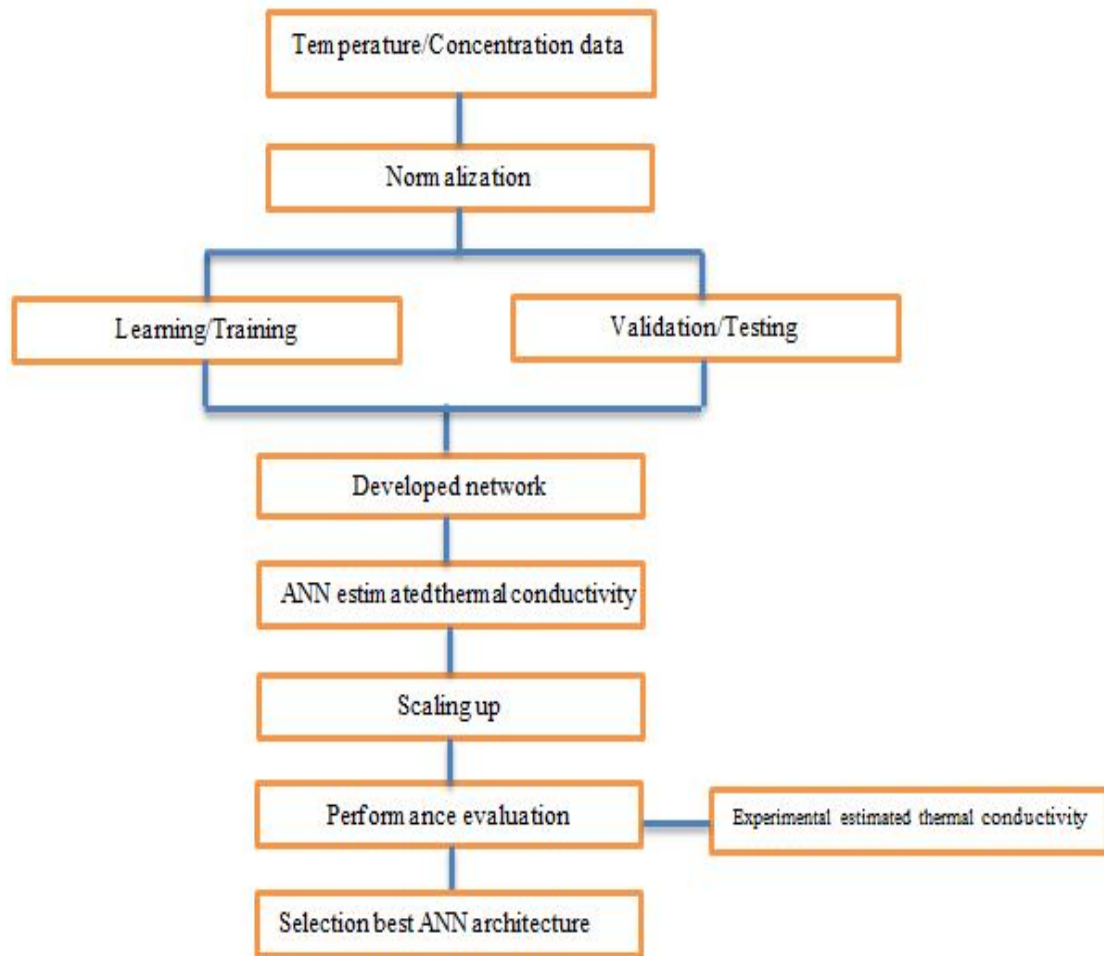 Temperature/Concentration data
Normalization
Learning/Training
Validation/Testing
Developed network
ANN estimated thermal conductivity
Scaling up
Performance evaluation
Experimental estimated thermal conductivity
Selection best ANN architecture